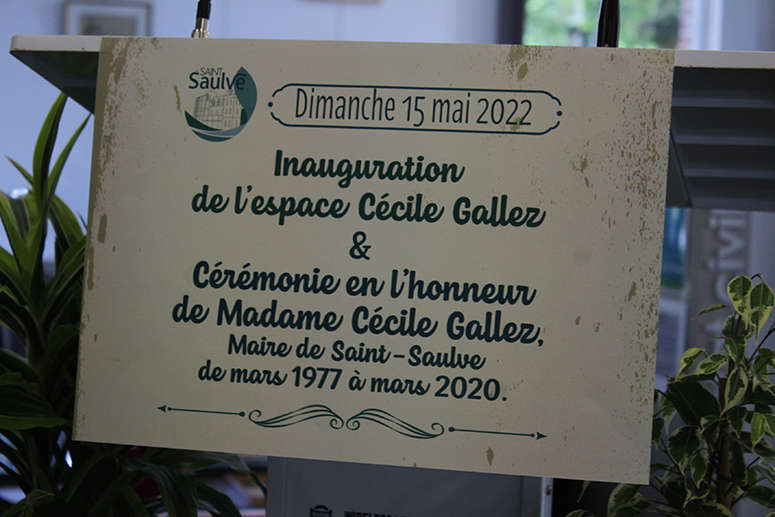 SAINT
Saulve
Dimanche 15 mai 2022
Inauguration
de l'espace Cécile Gallez
&
Cérémonie en l'honneur
de Madame Cécile Gallez,
Maire de Saint-Saulve
de mars 1977 à mars 2020.